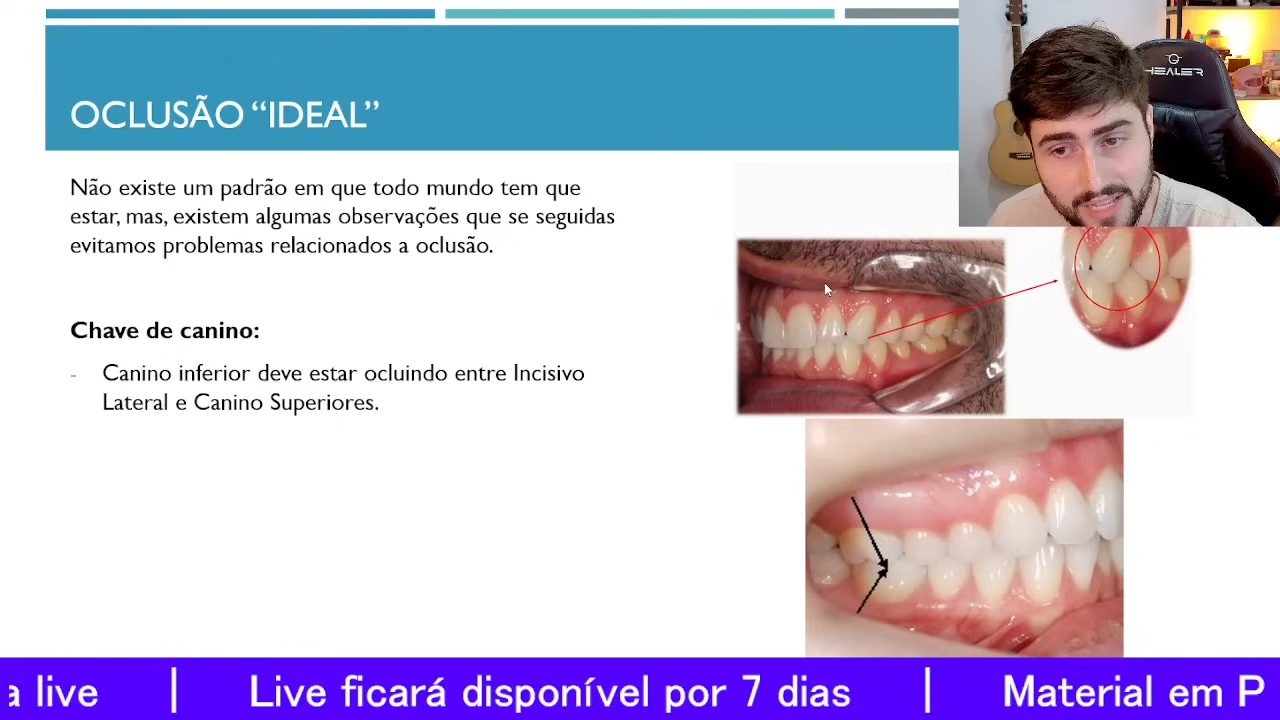 OCLUSÃO “IDEAL”
HEALER
Não existe um padrão em que todo mundo tem que
estar, mas, existem algumas observações que se seguidas
evitamos problemas relacionados a oclusão.
Chave de canino:
- Canino inferior deve estar ocluindo entre Incisivo
Lateral e Canino Superiores.
a live | Live ficará disponível por 7 dias | Material em P